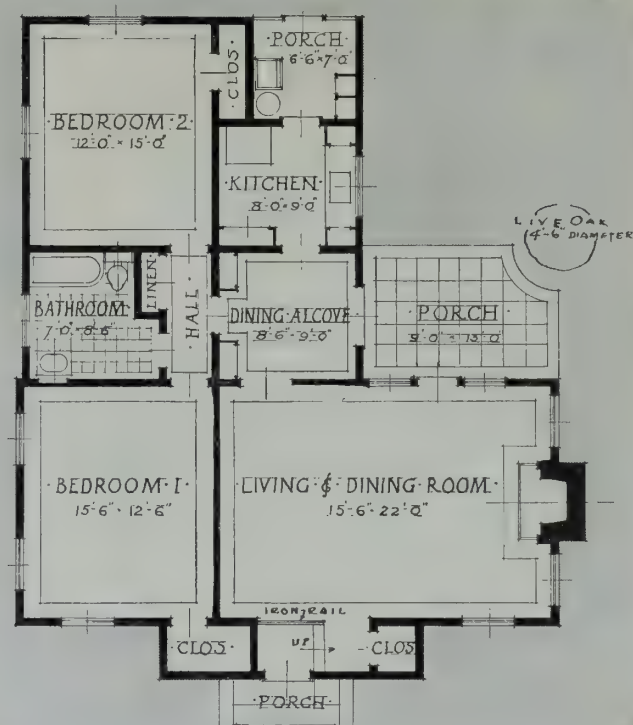 ·PORCH·
6'-6" × 7'-0"
CLOS.
·BEDROOM·2·
12'-0" × 15'-0"
·KITCHEN·
8'-0" · 9'-0"
LIVE OAK
4'-6" DIAMETER
LINEN
·HALL·
BATHROOM·
7'-0" · 8'-6"
DINING·ALCOVE
8'-6" · 9'-0"
·PORCH·
9'-0" × 13'-0"
·BEDROOM·1·
15'-6" · 12'-6"
·LIVING·&·DINING·ROOM·
15'-6" · 22'-0"
IRON RAIL
·CLOS·
UP
·CLOS·
·PORCH·